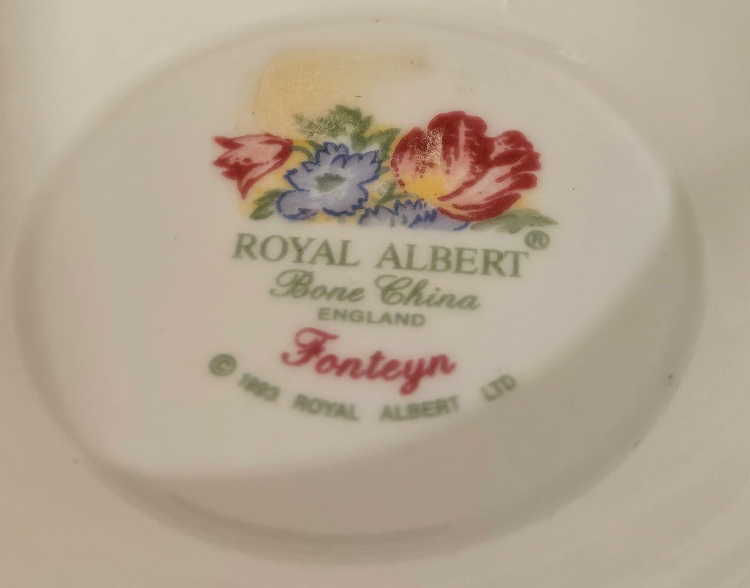 ROYAL ALBERT®
Bone China
ENGLAND
Fonteyn
© 1993 ROYAL ALBERT LTD